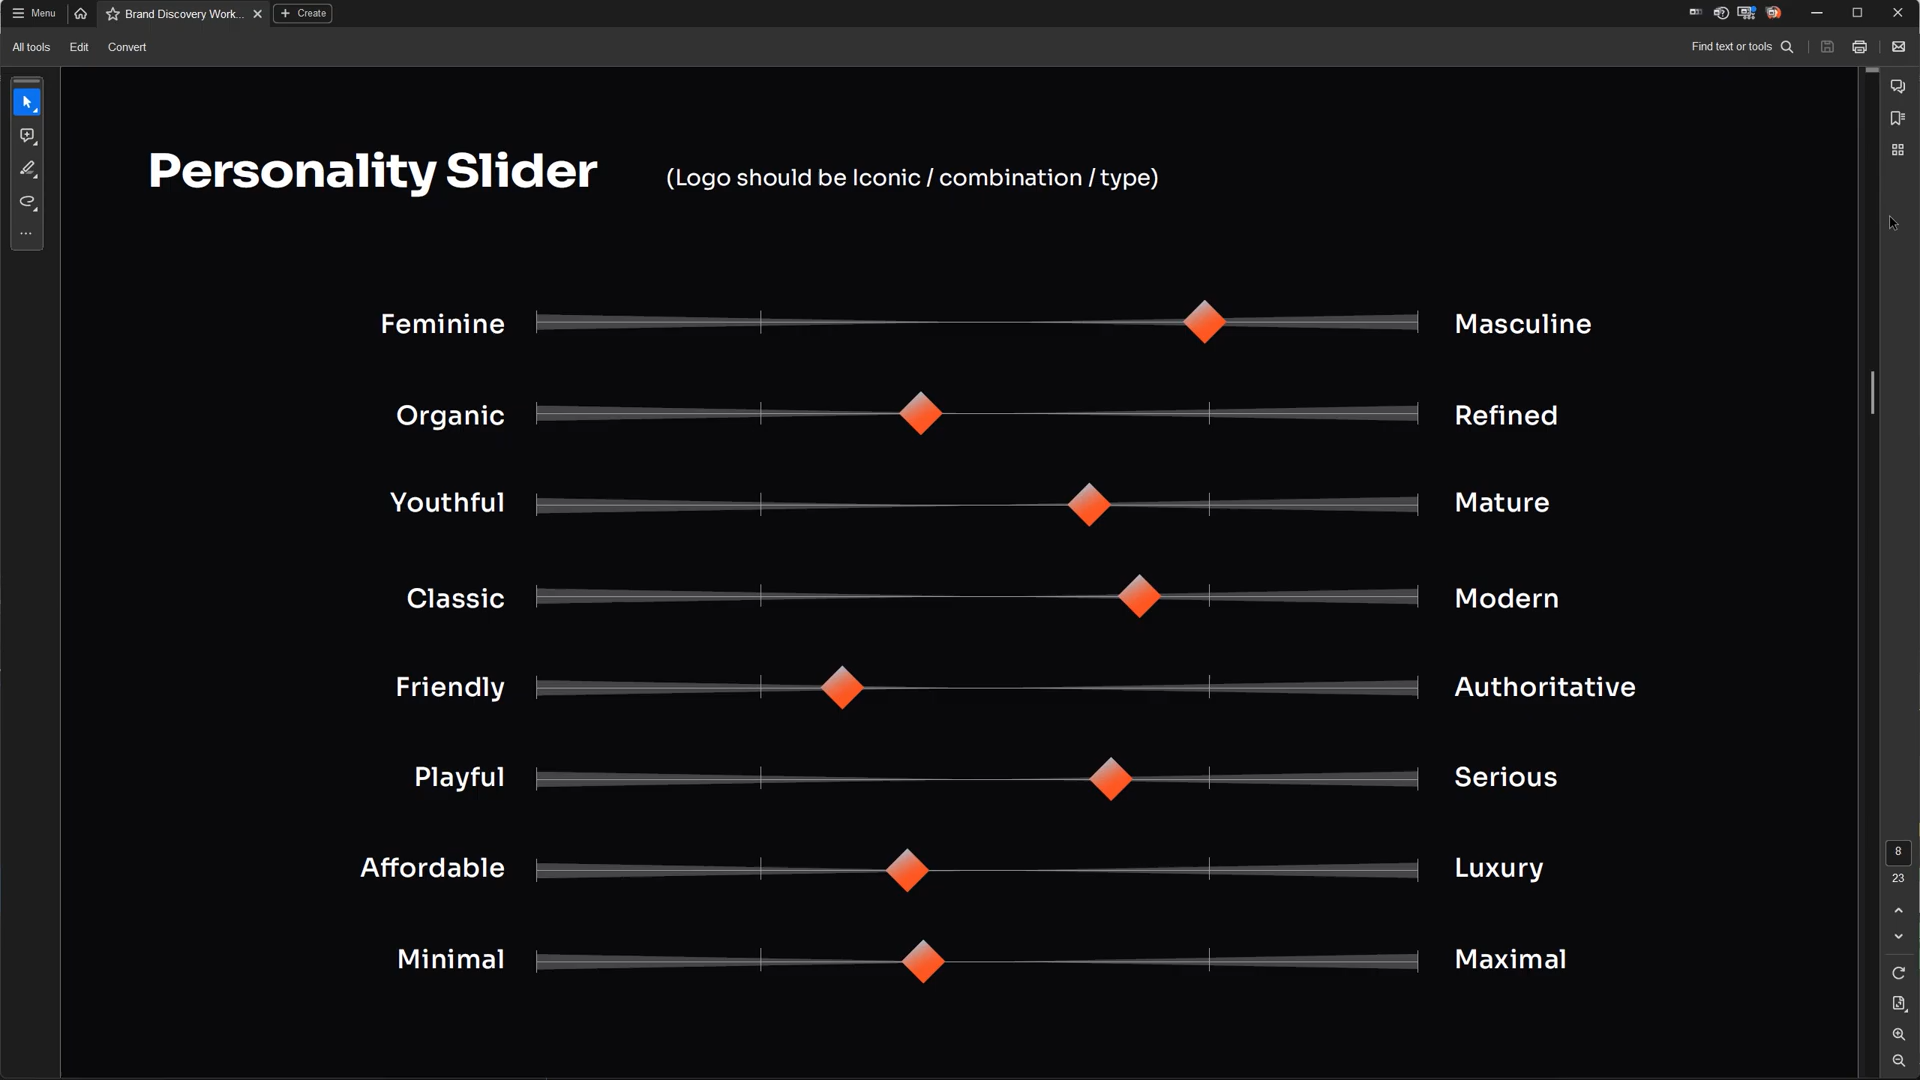 Menu
Brand Discovery Work...
Create
All tools
Edit
Convert
Find text or tools
Personality Slider
(Logo should be Iconic / combination / type)
Feminine
Masculine
Organic
Refined
Youthful
Mature
Classic
Modern
Friendly
Authoritative
Playful
Serious
Affordable
Luxury
Minimal
Maximal
8
23